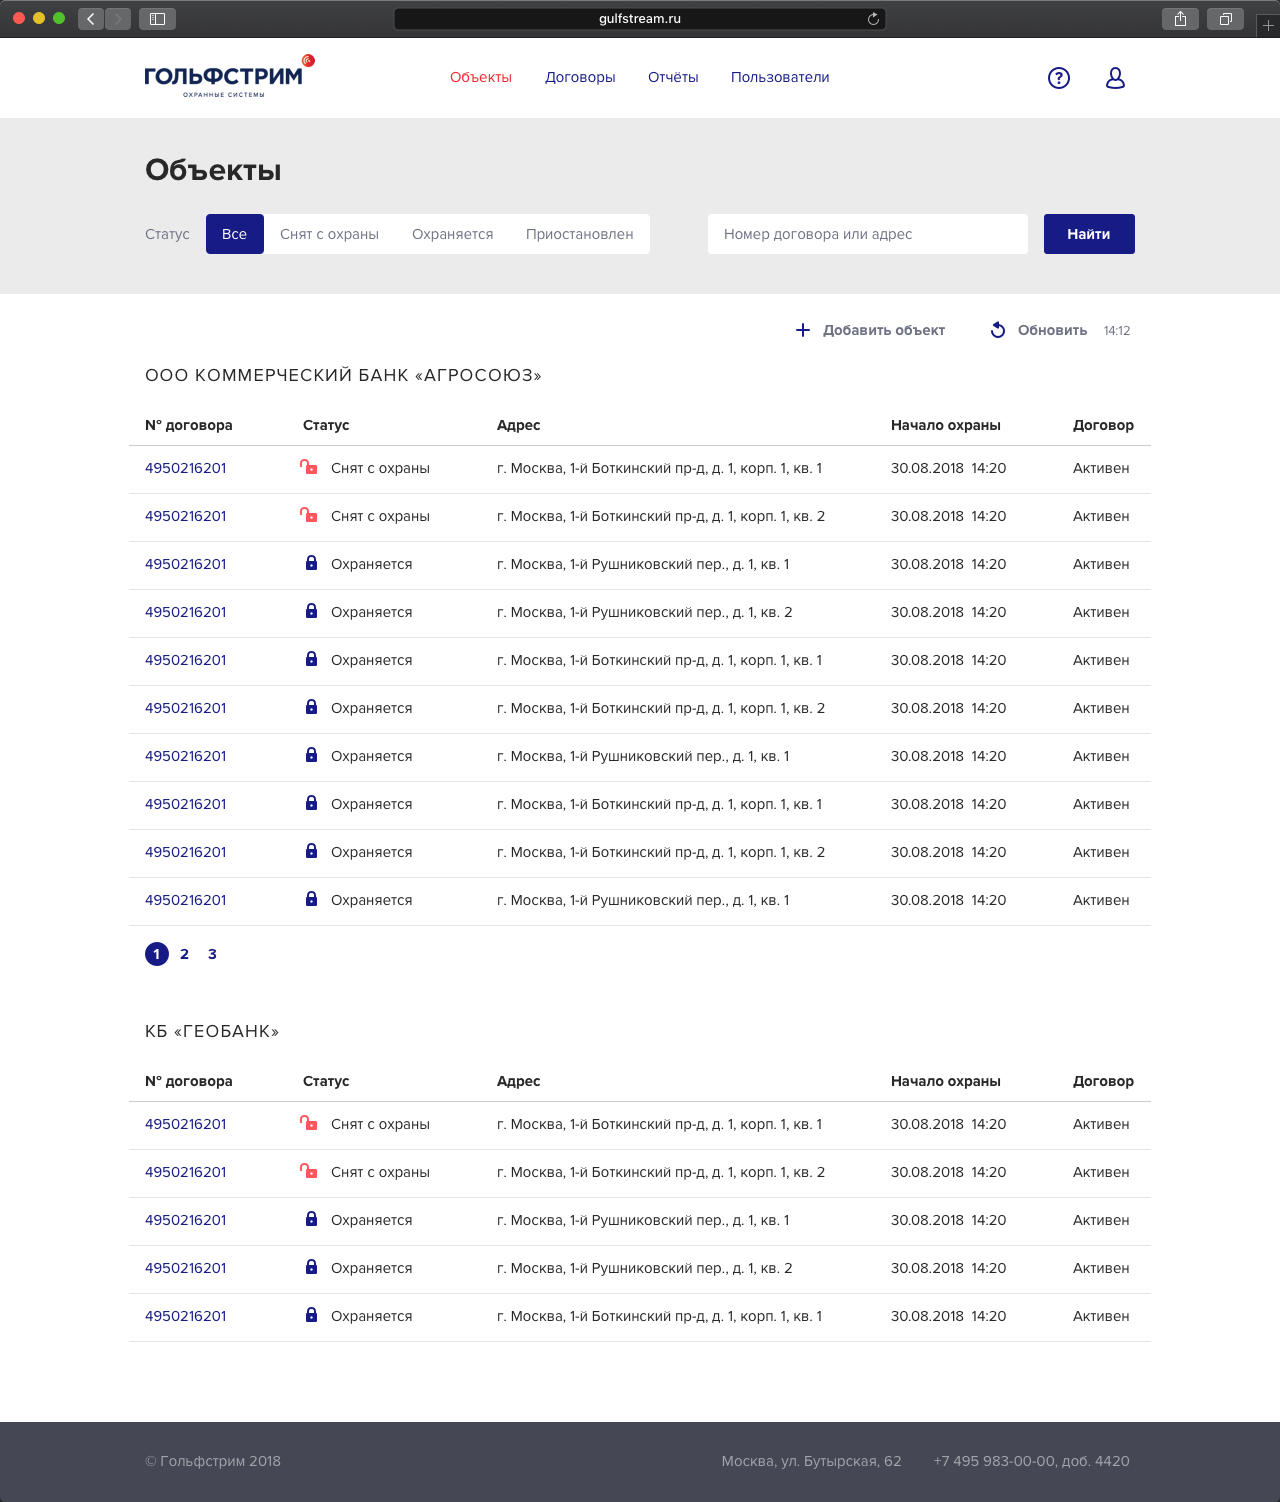 gulfstream.ru
ГОЛЬФСТРИМ
ОХРАННЫЕ СИСТЕМЫ
Объекты Договоры Отчёты Пользователи
Объекты
Статус Все Снят с охраны Охраняется Приостановлен Номер договора или адрес Найти
Добавить объект Обновить 14:12
ООО КОММЕРЧЕСКИЙ БАНК «АГРОСОЮЗ»
№ договора Статус Адрес Начало охраны Договор
4950216201 Снят с охраны г. Москва, 1-й Боткинский пр-д, д. 1, корп. 1, кв. 1 30.08.2018 14:20 Активен
4950216201 Снят с охраны г. Москва, 1-й Боткинский пр-д, д. 1, корп. 1, кв. 2 30.08.2018 14:20 Активен
4950216201 Охраняется г. Москва, 1-й Рушниковский пер., д. 1, кв. 1 30.08.2018 14:20 Активен
4950216201 Охраняется г. Москва, 1-й Рушниковский пер., д. 1, кв. 2 30.08.2018 14:20 Активен
4950216201 Охраняется г. Москва, 1-й Боткинский пр-д, д. 1, корп. 1, кв. 1 30.08.2018 14:20 Активен
4950216201 Охраняется г. Москва, 1-й Боткинский пр-д, д. 1, корп. 1, кв. 2 30.08.2018 14:20 Активен
4950216201 Охраняется г. Москва, 1-й Рушниковский пер., д. 1, кв. 1 30.08.2018 14:20 Активен
4950216201 Охраняется г. Москва, 1-й Боткинский пр-д, д. 1, корп. 1, кв. 1 30.08.2018 14:20 Активен
4950216201 Охраняется г. Москва, 1-й Боткинский пр-д, д. 1, корп. 1, кв. 2 30.08.2018 14:20 Активен
4950216201 Охраняется г. Москва, 1-й Рушниковский пер., д. 1, кв. 1 30.08.2018 14:20 Активен
1 2 3
КБ «ГЕОБАНК»
№ договора Статус Адрес Начало охраны Договор
4950216201 Снят с охраны г. Москва, 1-й Боткинский пр-д, д. 1, корп. 1, кв. 1 30.08.2018 14:20 Активен
4950216201 Снят с охраны г. Москва, 1-й Боткинский пр-д, д. 1, корп. 1, кв. 2 30.08.2018 14:20 Активен
4950216201 Охраняется г. Москва, 1-й Рушниковский пер., д. 1, кв. 1 30.08.2018 14:20 Активен
4950216201 Охраняется г. Москва, 1-й Рушниковский пер., д. 1, кв. 2 30.08.2018 14:20 Активен
4950216201 Охраняется г. Москва, 1-й Боткинский пр-д, д. 1, корп. 1, кв. 1 30.08.2018 14:20 Активен
© Гольфстрим 2018 Москва, ул. Бутырская, 62 +7 495 983-00-00, доб. 4420